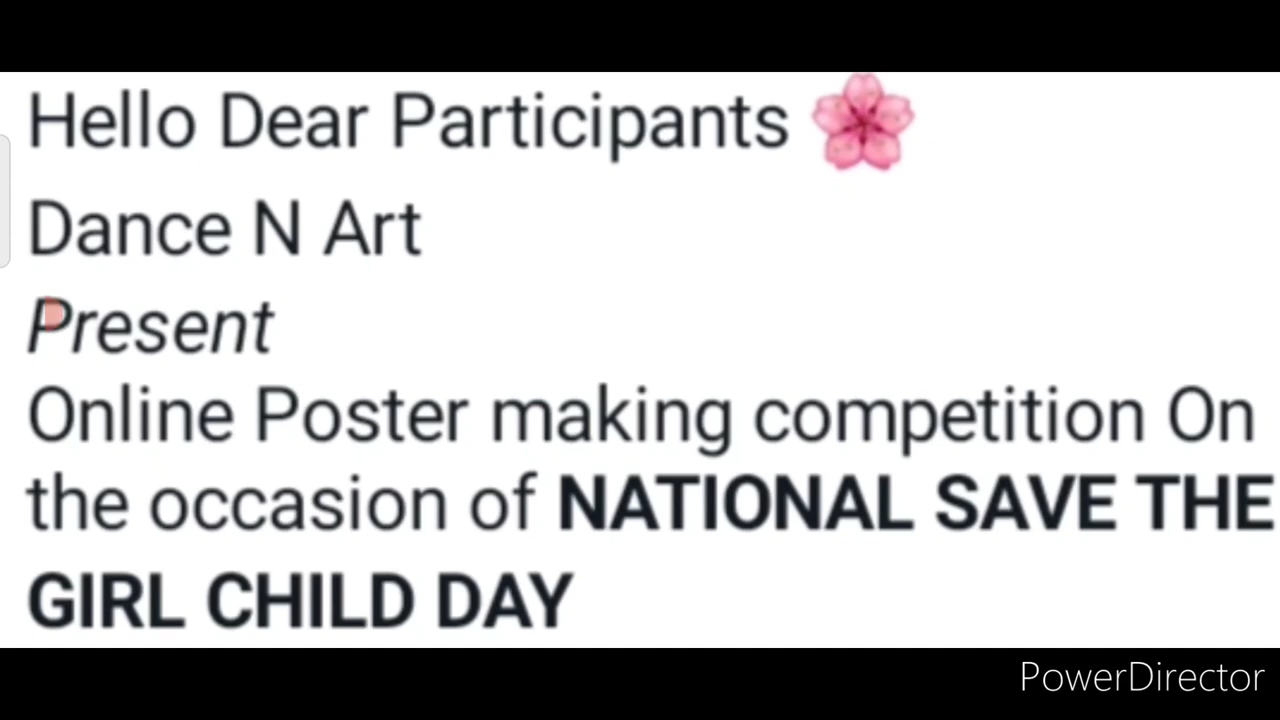 Hello Dear Participants 🌸
Dance N Art
Present
Online Poster making competition On
the occasion of NATIONAL SAVE THE
GIRL CHILD DAY
PowerDirector